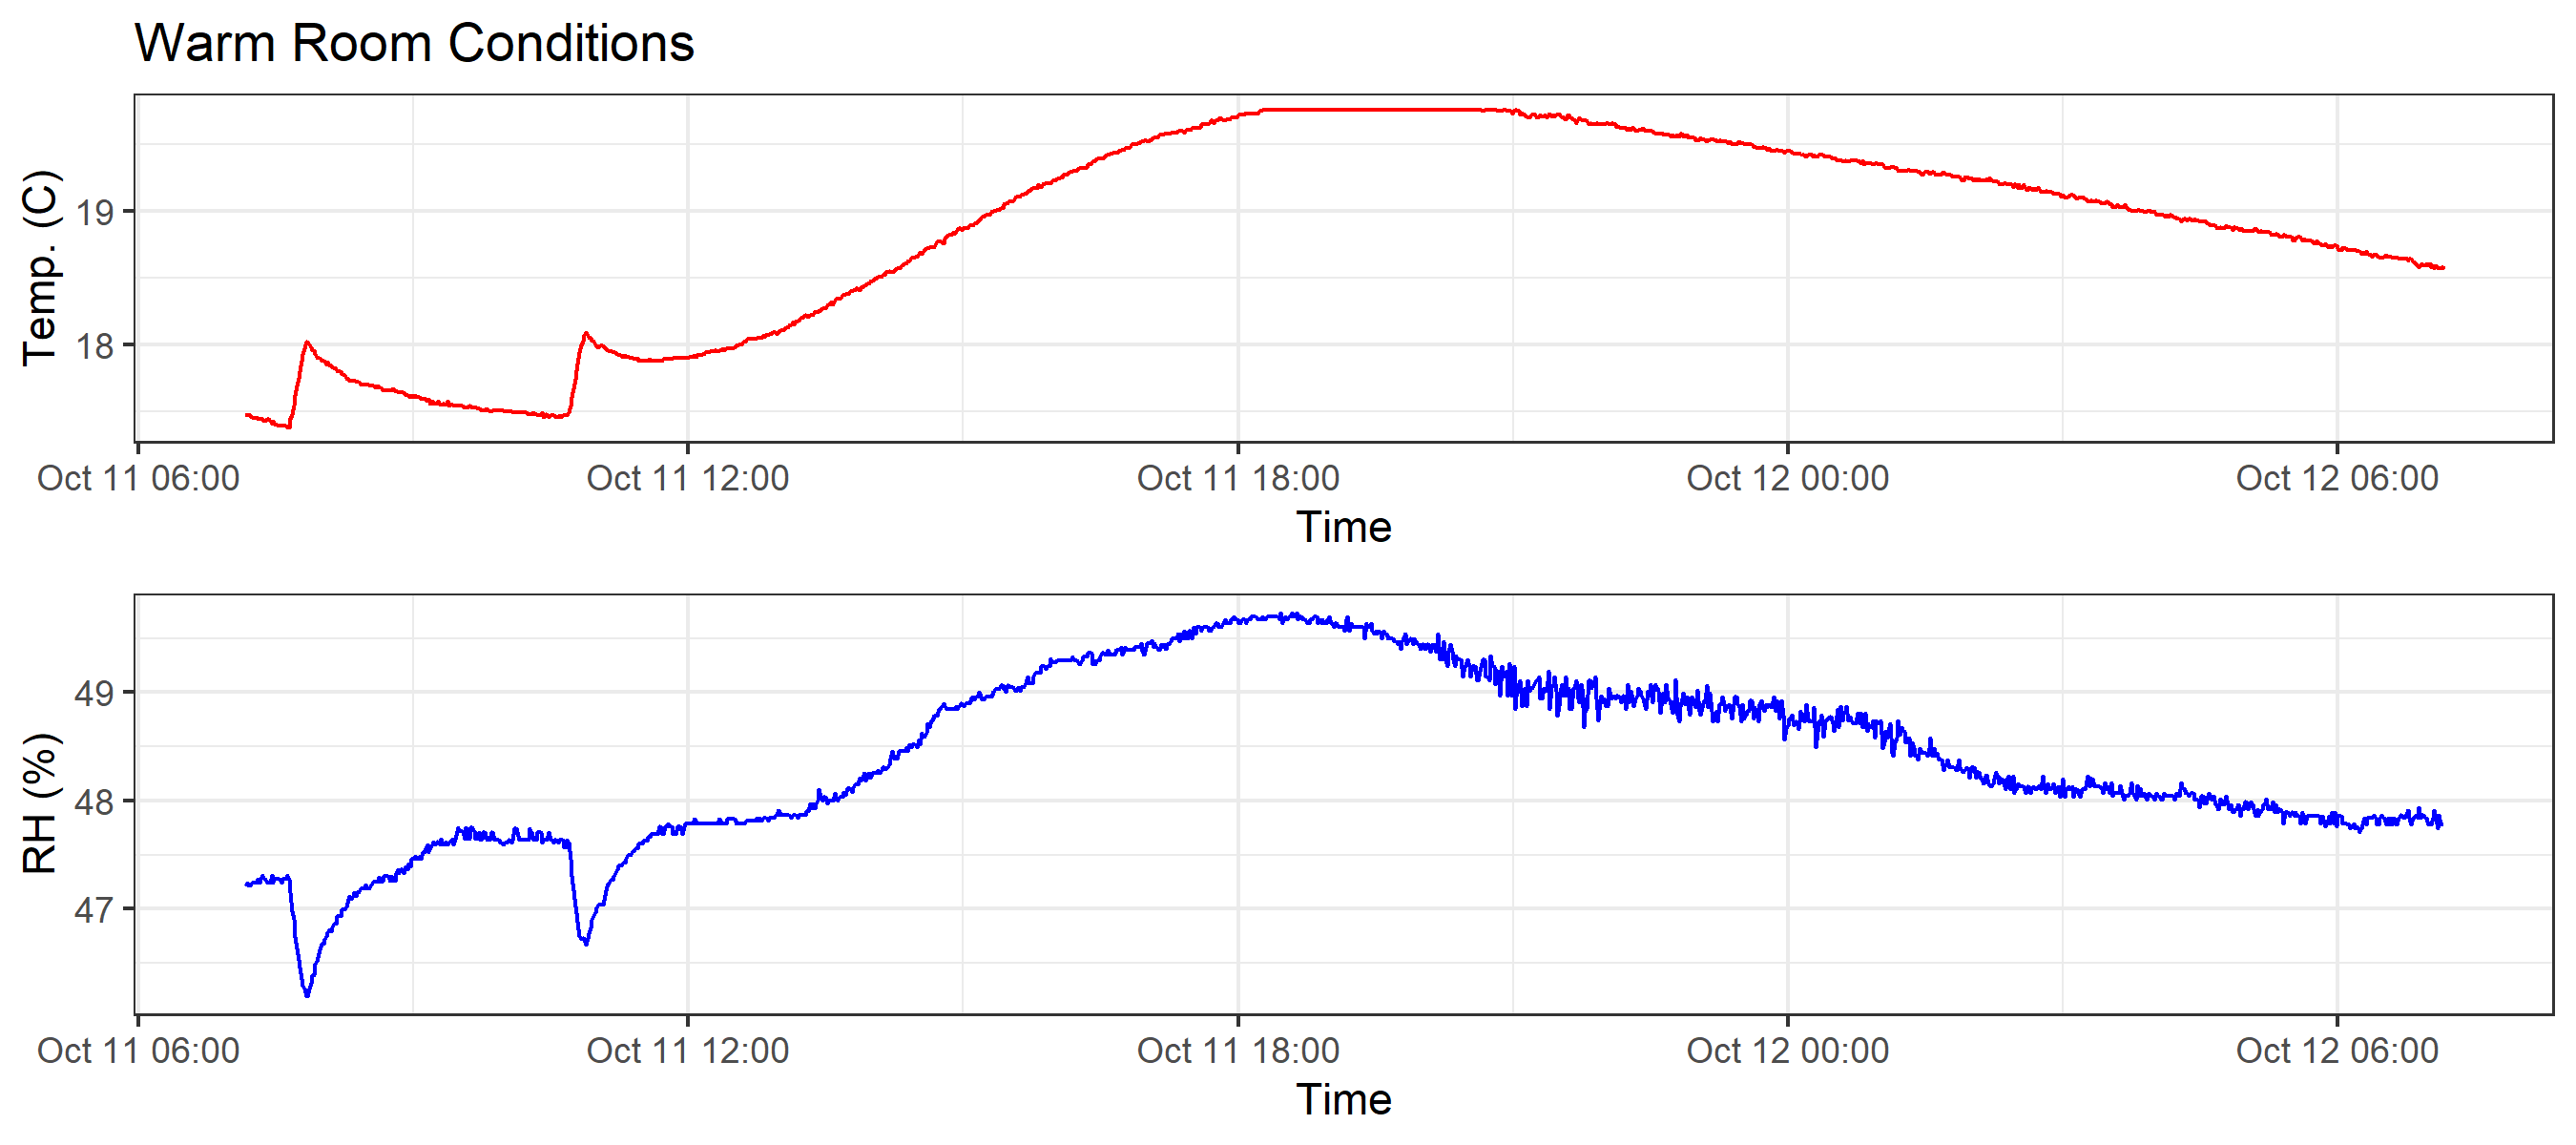 Warm Room Conditions
Temp. (C)
19
18
Oct 11 06:00 Oct 11 12:00 Oct 11 18:00 Oct 12 00:00 Oct 12 06:00
Time
RH (%)
49
48
47
Oct 11 06:00 Oct 11 12:00 Oct 11 18:00 Oct 12 00:00 Oct 12 06:00
Time